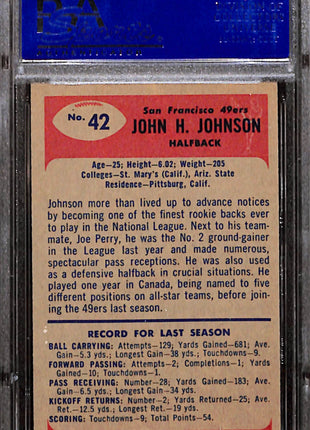 San Francisco 49ers
No. 42
JOHN H. JOHNSON
HALFBACK
Age—25; Height—6.02; Weight—205
Colleges—St. Mary's (Calif.), Ariz. State
Residence—Pittsburg, Calif.
Johnson more than lived up to advance notices
by becoming one of the finest rookie backs ever
to play in the National League. Next to his team-
mate, Joe Perry, he was the No. 2 ground-gainer
in the League last year and made numerous
spectacular pass receptions. He was also used
as a defensive halfback in crucial situations. He
played one year in Canada, being named to five
different positions on all-star teams, before join-
ing the 49ers last year.
RECORD FOR LAST SEASON
BALL CARRYING: Attempts—129; Yards Gained—681; Ave.
Gain—5.3 yds.; Longest Gain—38 yds.; Touchdowns—9.
FORWARD PASSING: Attempts—2; Completions—1; Yards
Gained—10; Touchdowns—1.
PASS RECEIVING: Number—28; Yards Gained—183; Ave.
Gain—6.5 yds.; Longest Gain—34 yds.
KICKOFF RETURNS: Number—2; Yards Returned—25; Ave.
Ret.—12.5 yds.; Longest Ret.—19 yds.
SCORING: Touchdowns—9; Total Points—54.